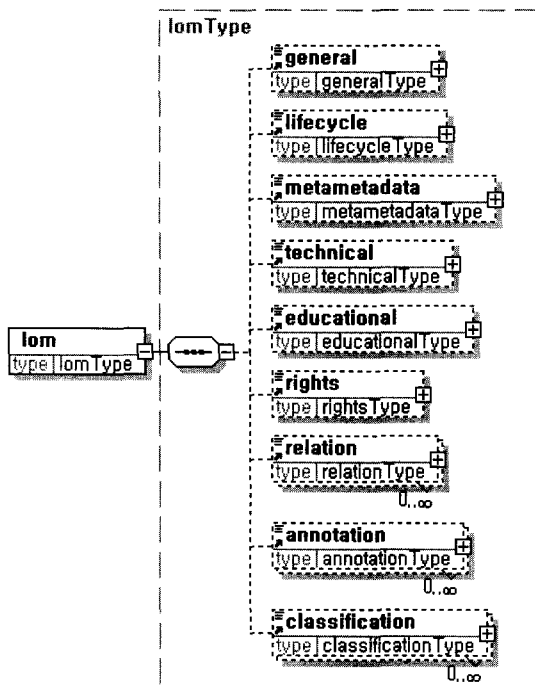 lomType
general
type generalType
lifecycle
type lifecycleType
metametadata
type metametadataType
technical
type technicalType
educational
type educationalType
lom
type lomType
rights
type rightsType
relation
type relationType
0..∞
annotation
type annotationType
0..∞
classification
type classificationType
0..∞